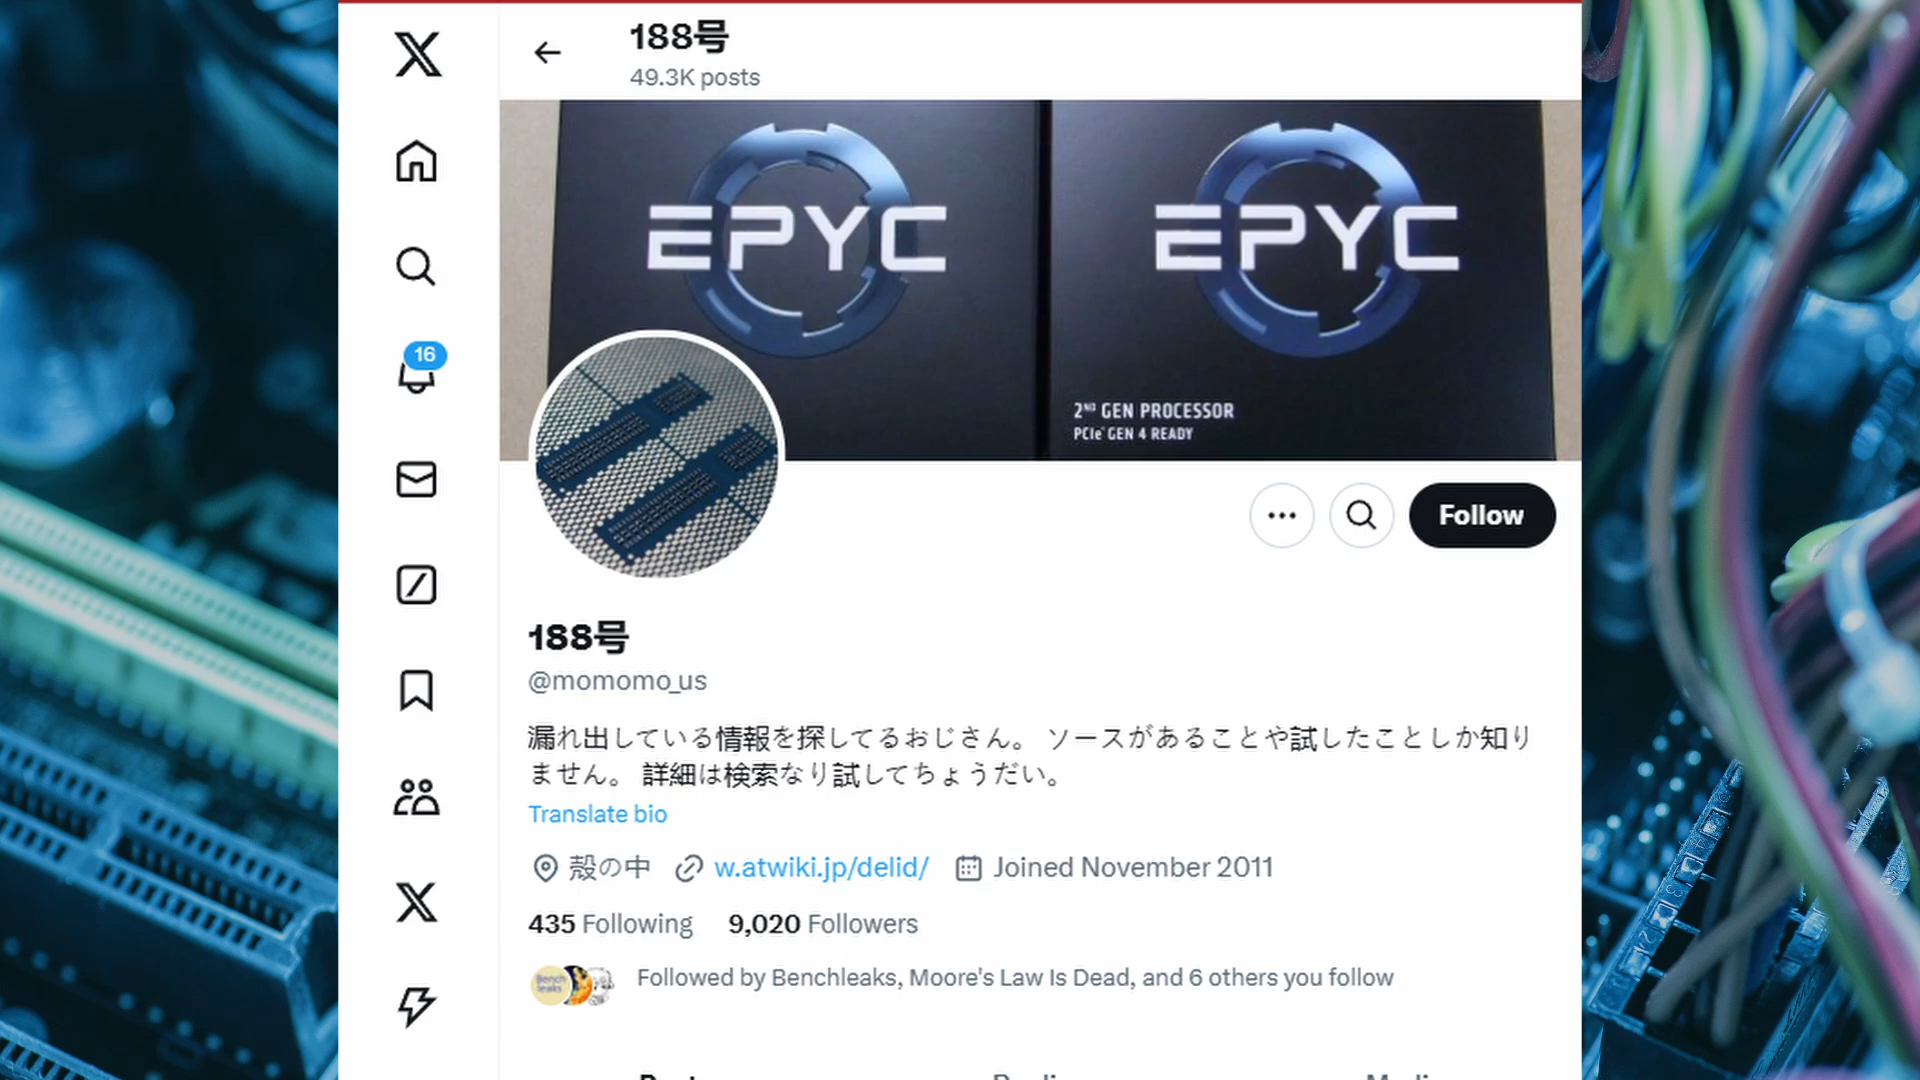 188号
49.3K posts
EPYC
EPYC
2ND GEN PROCESSOR
PCIe GEN 4 READY
16
Follow
188号
@momomo_us
漏れ出している情報を探してるおじさん。 ソースがあることや試したことしか知り
ません。 詳細は検索なり試してちょうだい。
Translate bio
殻の中 w.atwiki.jp/delid/ Joined November 2011
435 Following 9,020 Followers
Bench
leaks
Followed by Benchleaks, Moore's Law Is Dead, and 6 others you follow